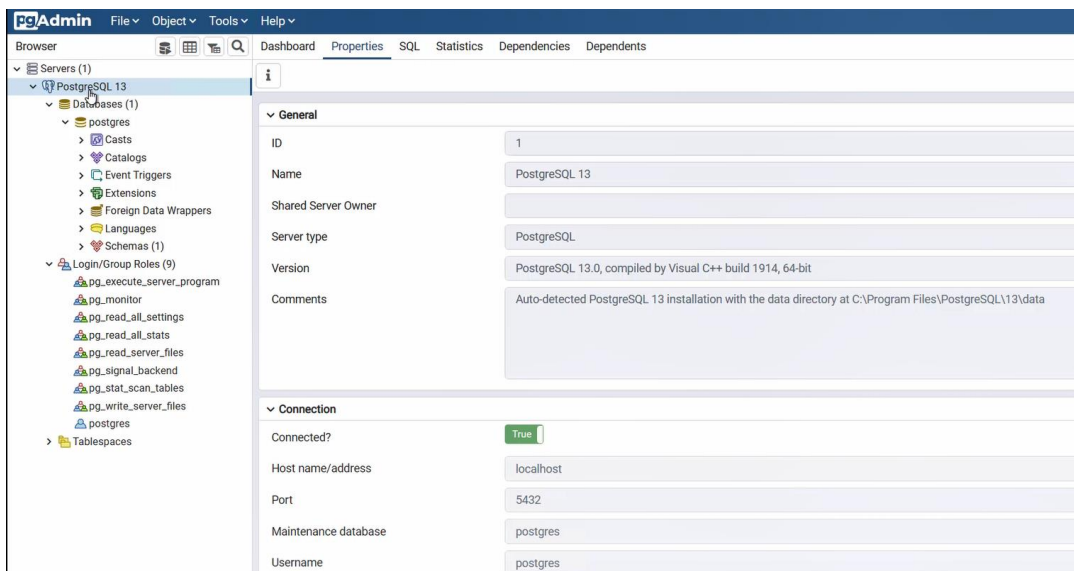 pgAdmin File Object Tools Help
Browser
Dashboard Properties SQL Statistics Dependencies Dependents
Servers (1)
PostgreSQL 13
Databases (1)
postgres
Casts
Catalogs
Event Triggers
Extensions
Foreign Data Wrappers
Languages
Schemas (1)
Login/Group Roles (9)
pg_execute_server_program
pg_monitor
pg_read_all_settings
pg_read_all_stats
pg_read_server_files
pg_signal_backend
pg_stat_scan_tables
pg_write_server_files
postgres
Tablespaces
i
General
ID 1
Name PostgreSQL 13
Shared Server Owner
Server type PostgreSQL
Version PostgreSQL 13.0, compiled by Visual C++ build 1914, 64-bit
Comments Auto-detected PostgreSQL 13 installation with the data directory at C:\Program Files\PostgreSQL\13\data
Connection
Connected? True
Host name/address localhost
Port 5432
Maintenance database postgres
Username postgres